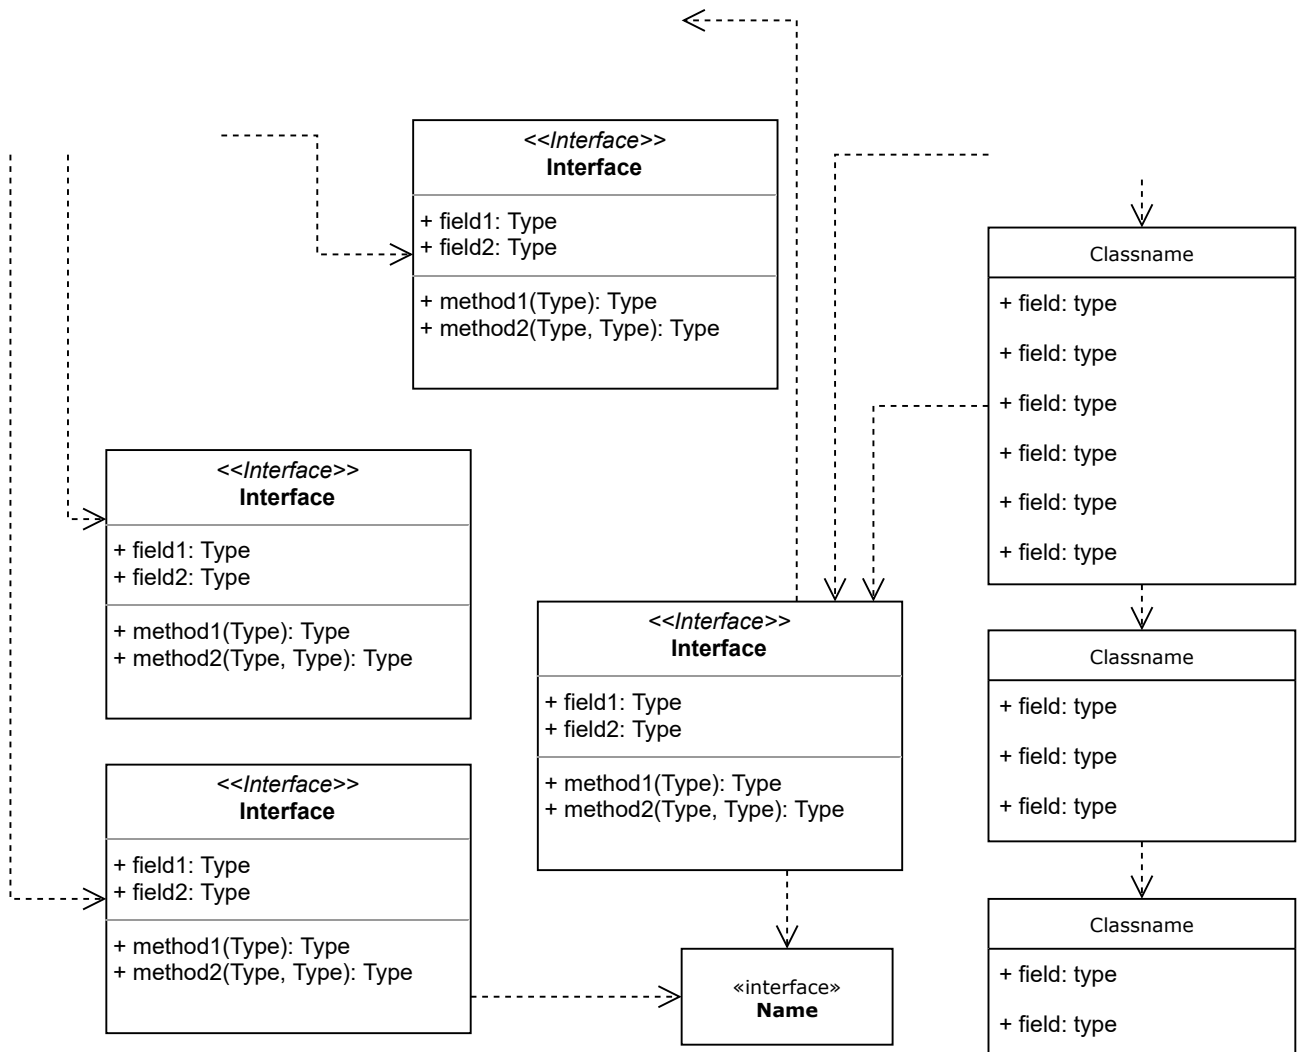 <<Interface>>
Interface
+ field1: Type
+ field2: Type
+ method1(Type): Type
+ method2(Type, Type): Type
Classname
+ field: type
+ field: type
+ field: type
+ field: type
+ field: type
+ field: type
<<Interface>>
Interface
+ field1: Type
+ field2: Type
+ method1(Type): Type
+ method2(Type, Type): Type
<<Interface>>
Interface
+ field1: Type
+ field2: Type
+ method1(Type): Type
+ method2(Type, Type): Type
Classname
+ field: type
+ field: type
+ field: type
<<Interface>>
Interface
+ field1: Type
+ field2: Type
+ method1(Type): Type
+ method2(Type, Type): Type
«interface»
Name
Classname
+ field: type
+ field: type